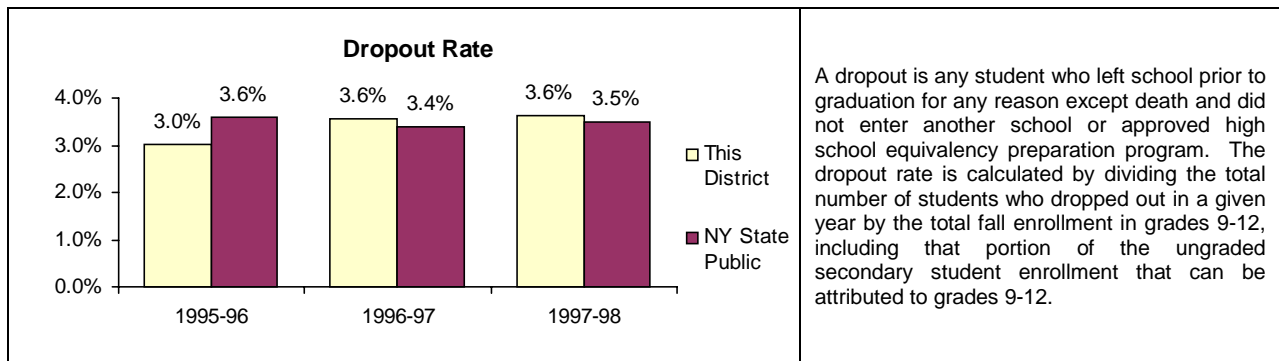 Dropout Rate
3.0%
3.6%
3.6%
3.4%
3.6%
3.5%
4.0%
3.0%
2.0%
1.0%
0.0%
1995-96
1996-97
1997-98
This
District
NY State
Public
A dropout is any student who left school prior to
graduation for any reason except death and did
not enter another school or approved high
school equivalency preparation program. The
dropout rate is calculated by dividing the total
number of students who dropped out in a given
year by the total fall enrollment in grades 9-12,
including that portion of the ungraded
secondary student enrollment that can be
attributed to grades 9-12.